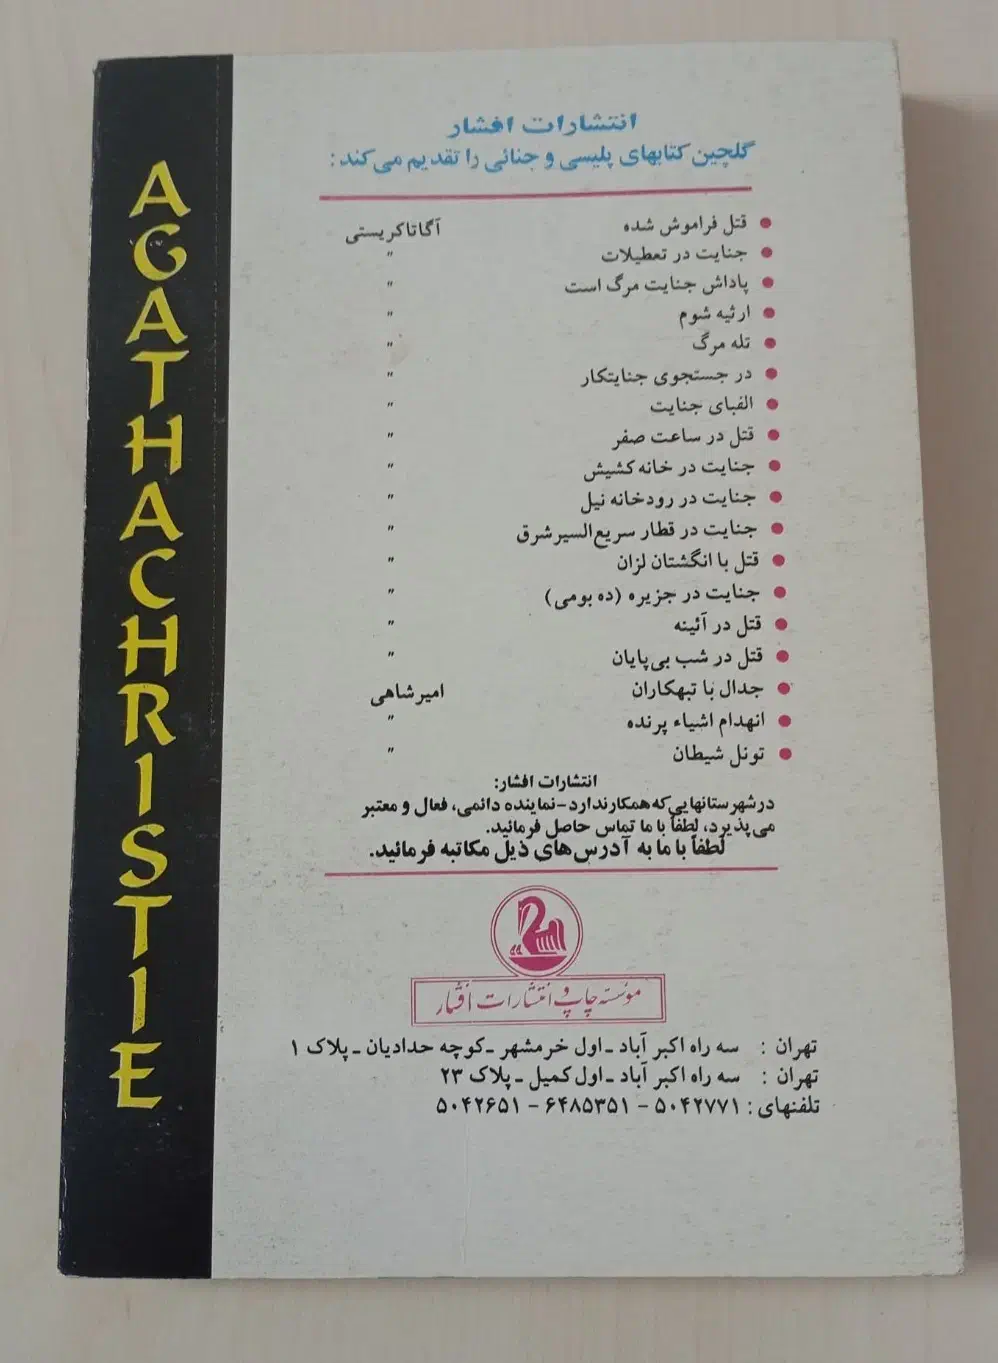 AGATHA CHRISTIE
انتشارات افشار
گلچین کتابهای پلیسی و جنائی را تقدیم می‌کند:
● قتل فراموش شده آگاتاکریستی
● جنایت در تعطیلات "
● پاداش جنایت مرگ است "
● ارثیه شوم "
● تله مرگ "
● در جستجوی جنایتکار "
● الفبای جنایت "
● قتل در ساعت صفر "
● جنایت در خانه کشیش "
● جنایت در رودخانه نیل "
● جنایت در قطار سریع‌السیر شرق "
● قتل با انگشتان لزان "
● جنایت در جزیره (ده بومی) "
● قتل در آئینه "
● قتل در شب بی‌پایان "
● جدال با تبهکاران امیرشاهی
● انهدام اشیاء پرنده "
● تونل شیطان "
انتشارات افشار:
در شهرستانهایی که همکار ندارد-نماینده دائمی، فعال و معتبر
می‌پذیرد، لطفاً با ما تماس حاصل فرمائید.
لطفاً با ما به آدرس‌های ذیل مکاتبه فرمائید.
موسسه چاپ و انتشارات افشار
تهران : سه راه اکبر آباد ـ اول خرمشهر ـ کوچه حدادیان ـ پلاک ۱
تهران : سه راه اکبر آباد ـ اول کمیل ـ پلاک ۲۳
تلفنهای: ۵۰۴۲۷۷۱ – ۶۴۸۵۳۵۱ – ۵۰۴۲۶۵۱